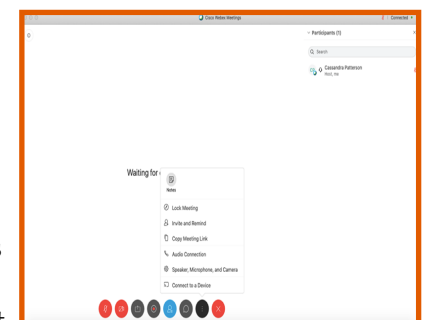 Cisco Webex Meetings
Connected
Participants (1)
Search
Cassandra Patterson
Host, me
Waiting for
Notes
Lock Meeting
Invite and Remind
Copy Meeting Link
Audio Connection
Speaker, Microphone, and Camera
Connect to a Device